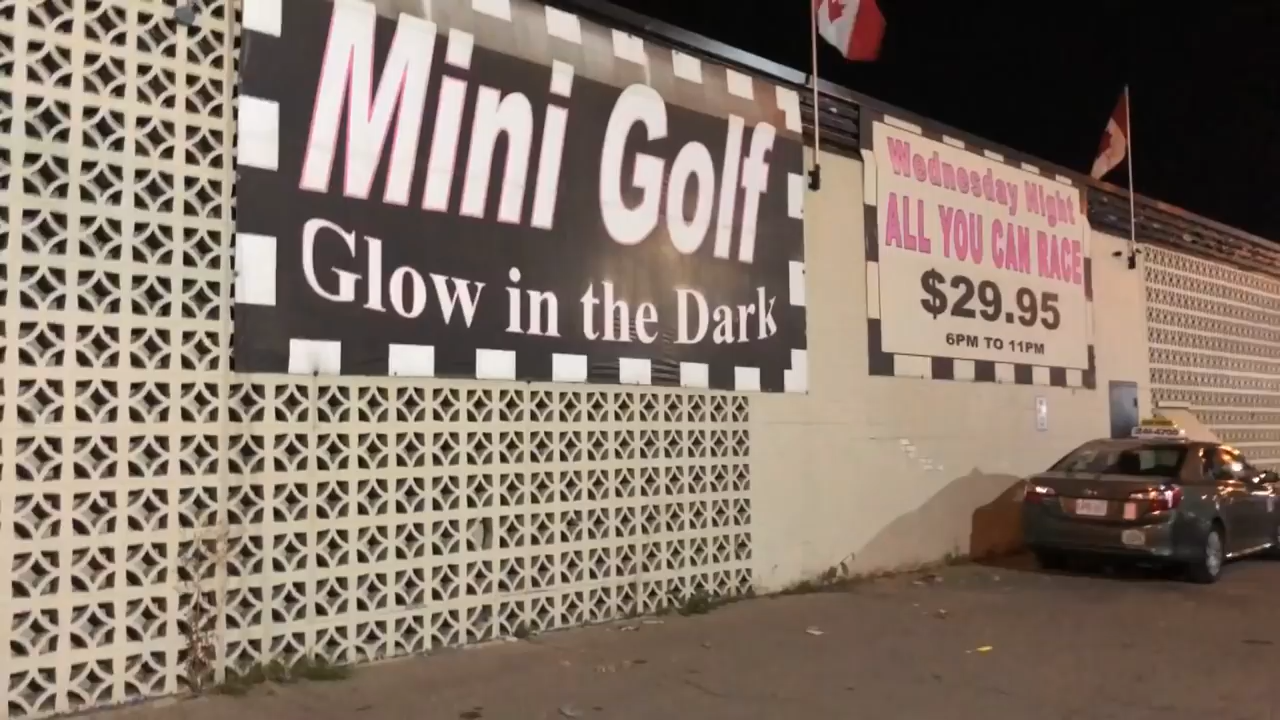 Mini Golf
Glow in the Dark
Wednesday Night
ALL YOU CAN RACE
$29.95
6PM TO 11PM